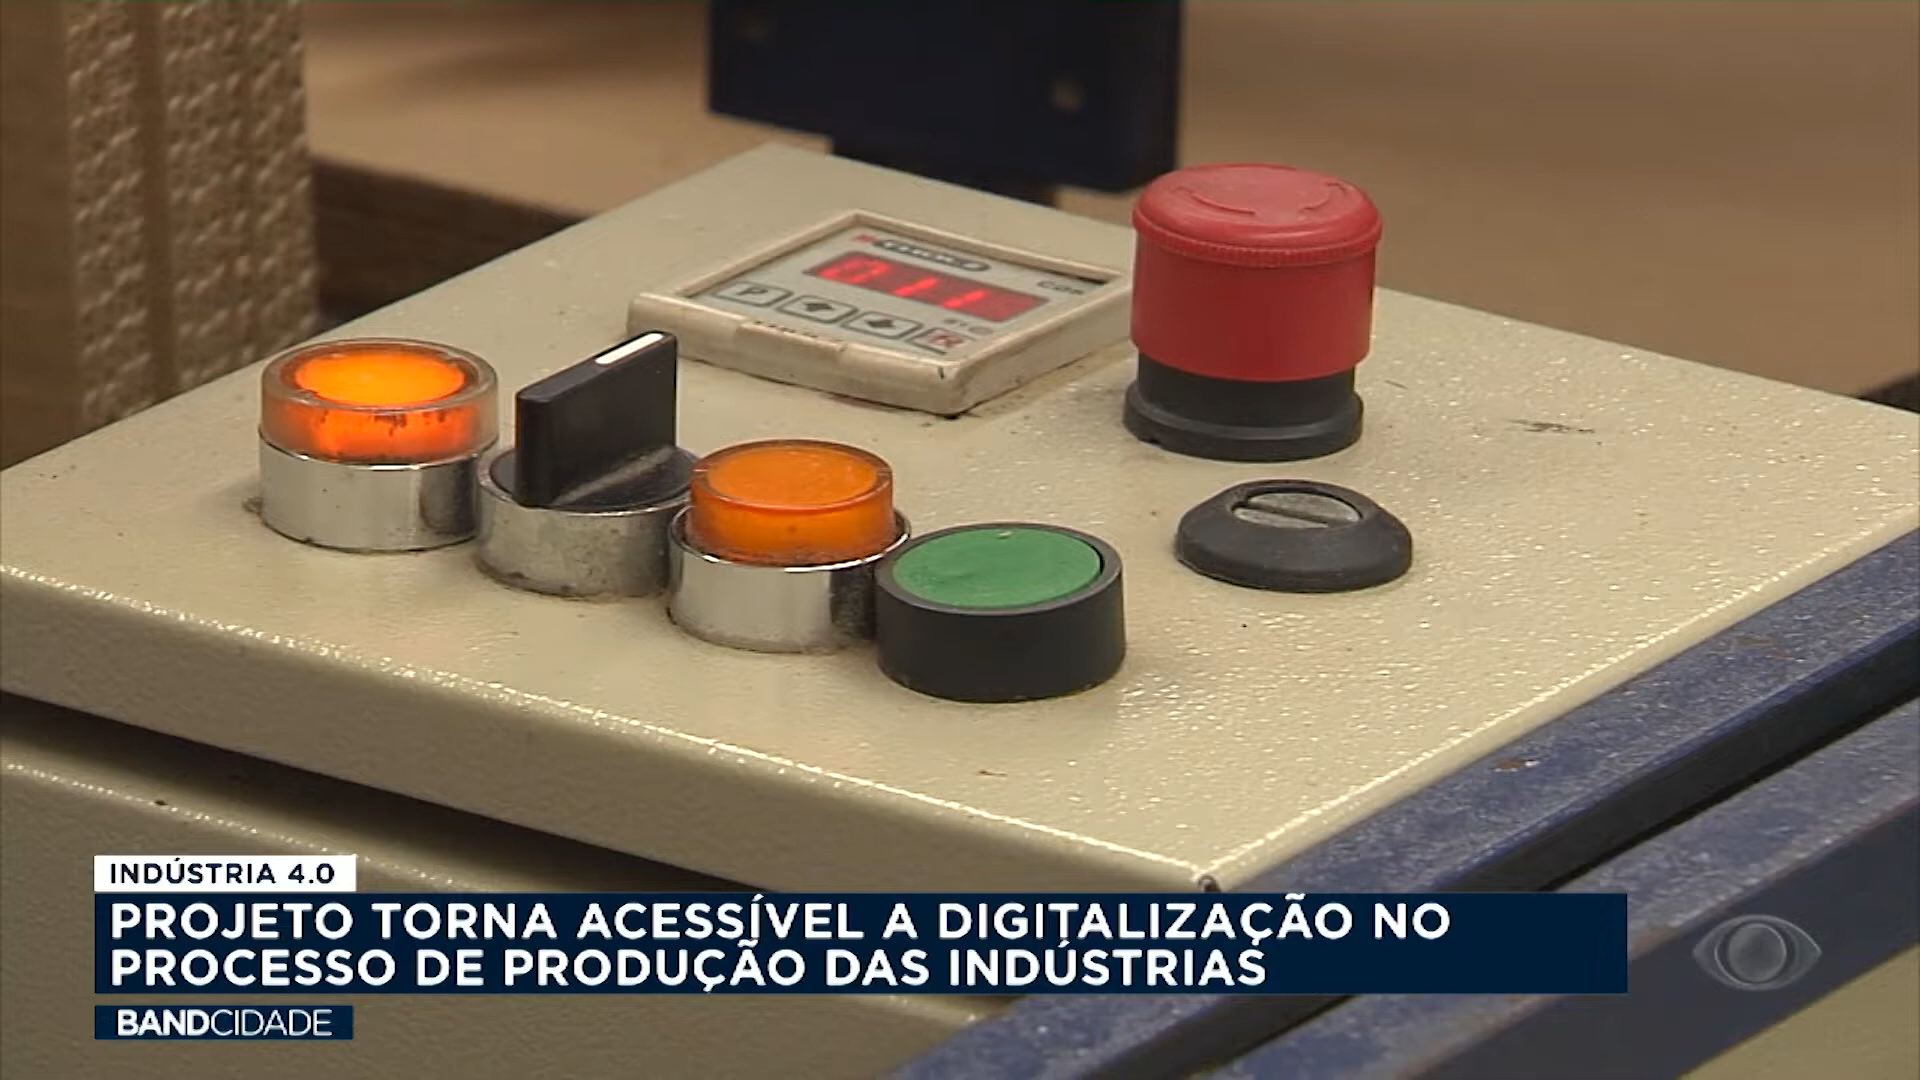 P
INDÚSTRIA 4.0
PROJETO TORNA ACESSÍVEL A DIGITALIZAÇÃO NO
PROCESSO DE PRODUÇÃO DAS INDÚSTRIAS
BANDCIDADE